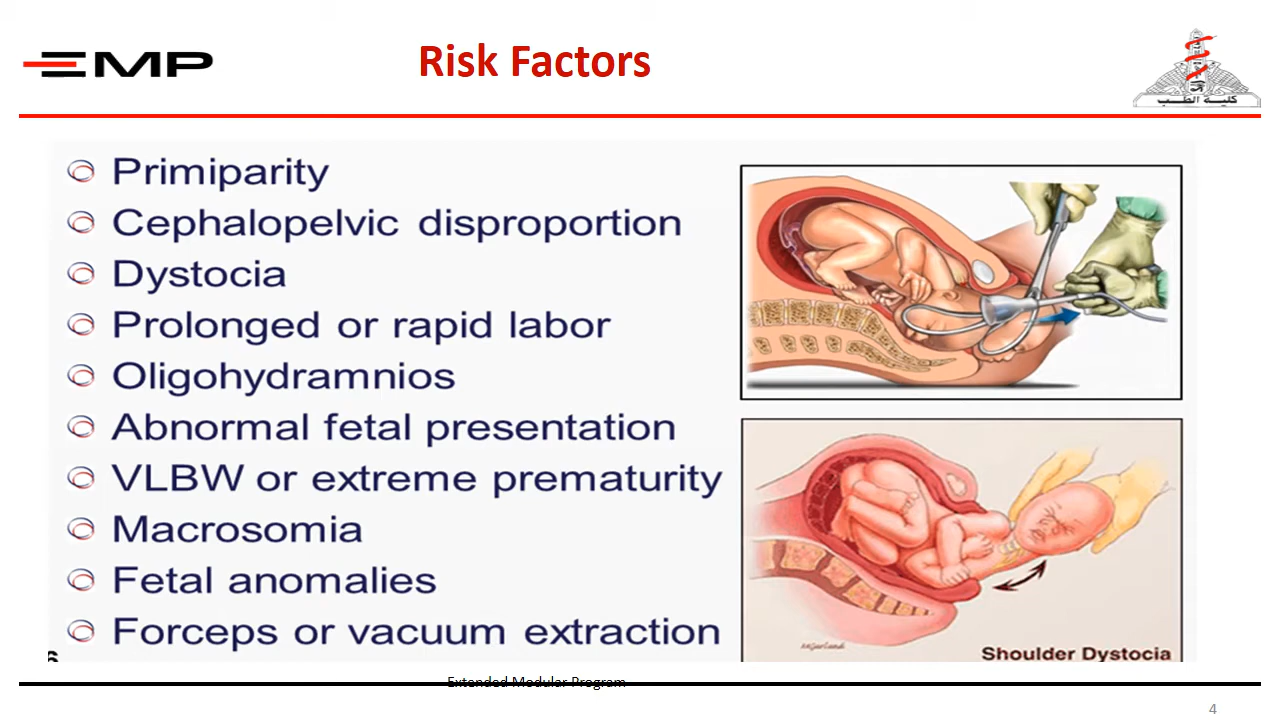 EMP
Risk Factors
كلية الطب
Primiparity
Cephalopelvic disproportion
Dystocia
Prolonged or rapid labor
Oligohydramnios
Abnormal fetal presentation
VLBW or extreme prematurity
Macrosomia
Fetal anomalies
Forceps or vacuum extraction
Shoulder Dystocia
Extended Modular Program
4